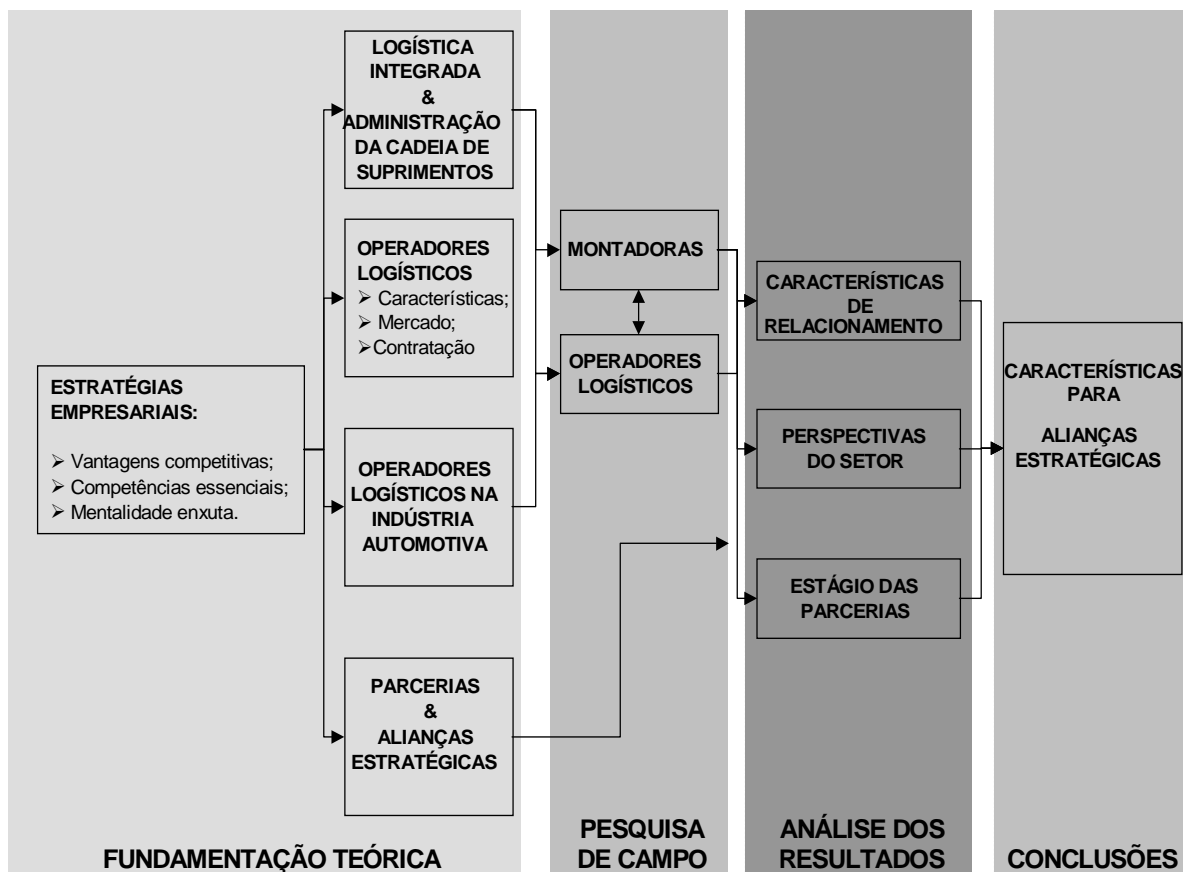 ESTRATÉGIAS
EMPRESARIAIS:
➢ Vantagens competitivas;
➢ Competências essenciais;
➢ Mentalidade enxuta.
LOGÍSTICA
INTEGRADA
&
ADMINISTRAÇÃO
DA CADEIA DE
SUPRIMENTOS
OPERADORES
LOGÍSTICOS
➢ Características;
➢ Mercado;
➢Contratação
OPERADORES
LOGÍSTICOS NA
INDÚSTRIA
AUTOMOTIVA
PARCERIAS
&
ALIANÇAS
ESTRATÉGICAS
FUNDAMENTAÇÃO TEÓRICA
MONTADORAS
OPERADORES
LOGÍSTICOS
PESQUISA
DE CAMPO
CARACTERÍSTICAS
DE
RELACIONAMENTO
PERSPECTIVAS
DO SETOR
ESTÁGIO DAS
PARCERIAS
ANÁLISE DOS
RESULTADOS
CARACTERÍSTICAS
PARA
ALIANÇAS
ESTRATÉGICAS
CONCLUSÕES